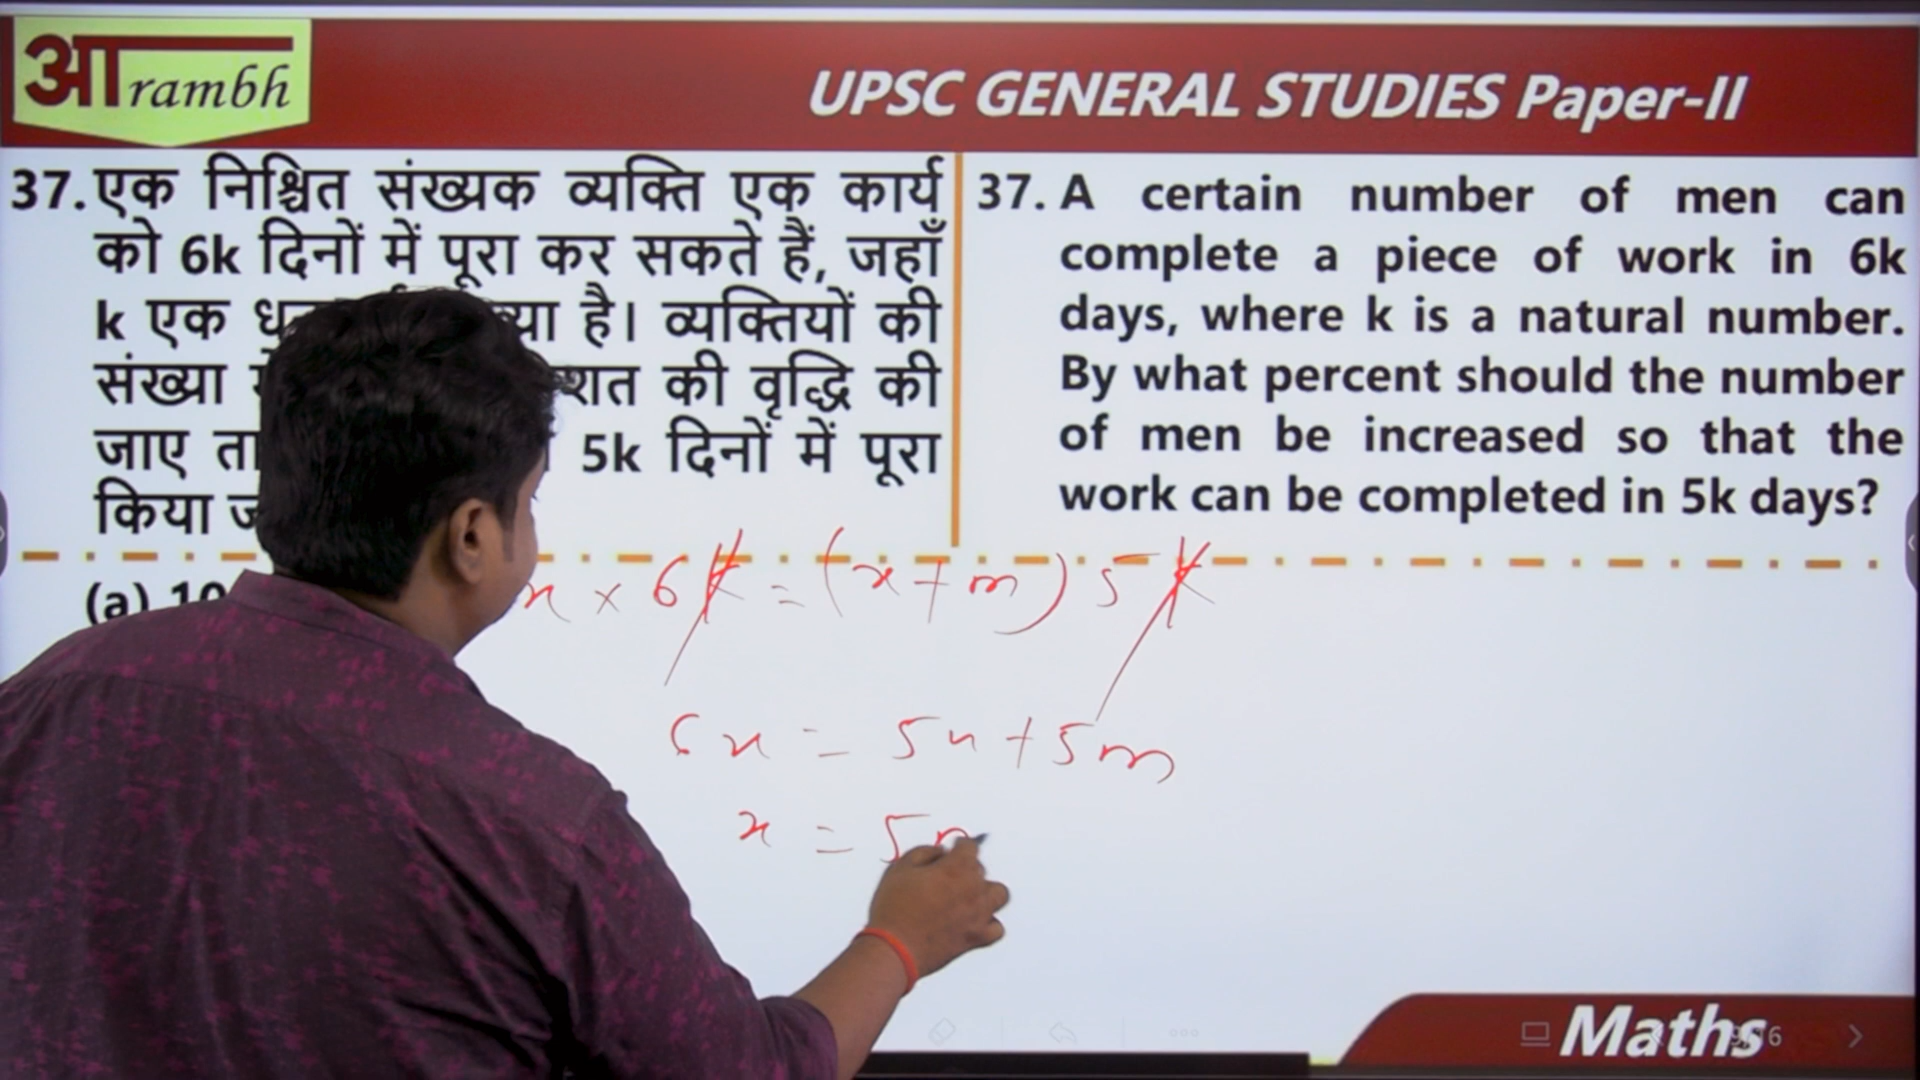 आrambh
UPSC GENERAL STUDIES Paper-II
37. एक निश्चित संख्यक व्यक्ति एक कार्य
को 6k दिनों में पूरा कर सकते हैं, जहाँ
k एक है। व्यक्तियों की
संख्या की वृद्धि की
जाए 5k दिनों में पूरा
किया
37. A certain number of men can
complete a piece of work in 6k
days, where k is a natural number.
By what percent should the number
of men be increased so that the
work can be completed in 5k days?
(a) 10
x × 6k = (x + m) 5k
6x = 5x + 5m
x = 5m
Maths